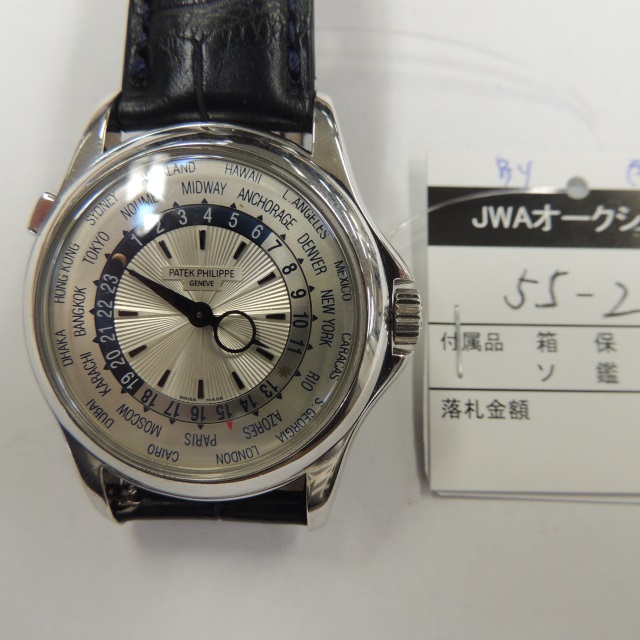 AUCKLAND
HAWAII
L. ANGELES
MEXICO
CARACAS
S. GEORGIA
LONDON
CAIRO
DUBAI
DHAKA
HONG KONG
SYDNEY
MIDWAY
ANCHORAGE
DENVER
NEW YORK
RIO
AZORES
PARIS
MOSCOW
KARACHI
BANGKOK
TOKYO
NOUMEA
1 2 3 4 5 6 7 8 9 10 11 13 14 15 16 17 18 19 20 21 22 23
PATEK PHILIPPE
GENEVE
SWISS MADE
BY
JWAオークシ
55-2
付属品 箱 保
ソ 鑑
落札金額